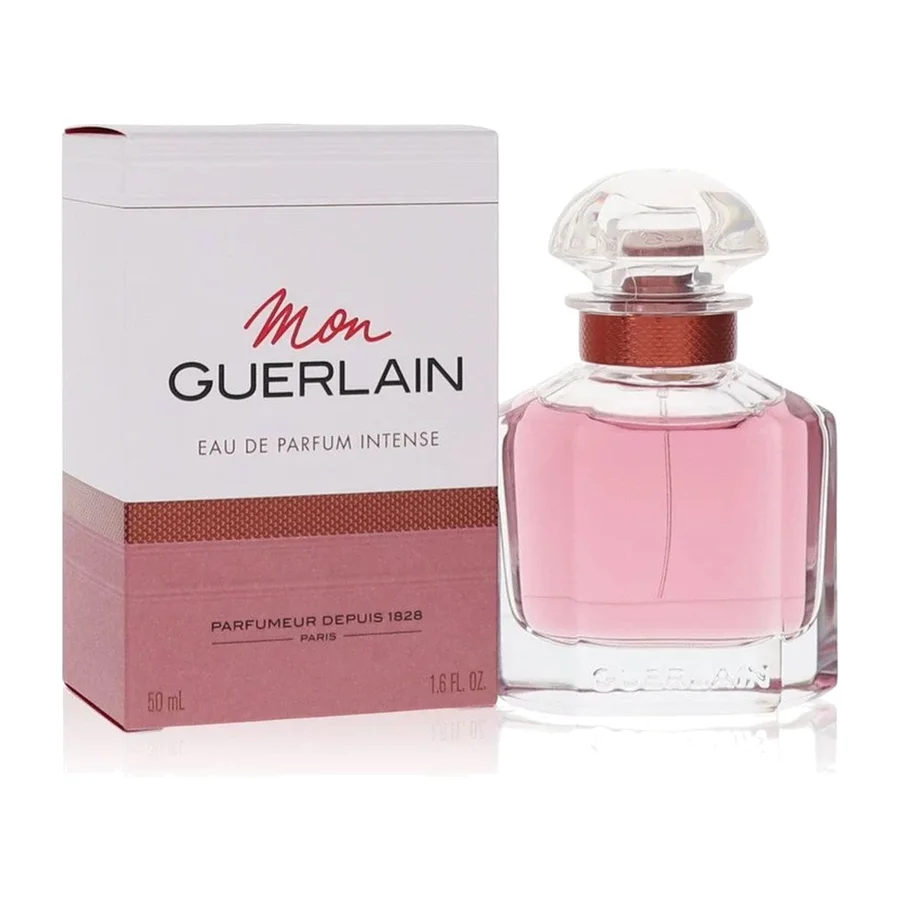 Mon
GUERLAIN
EAU DE PARFUM INTENSE
PARFUMEUR DEPUIS 1828
PARIS
50 mL
1.6 FL. OZ.
GUERLAIN